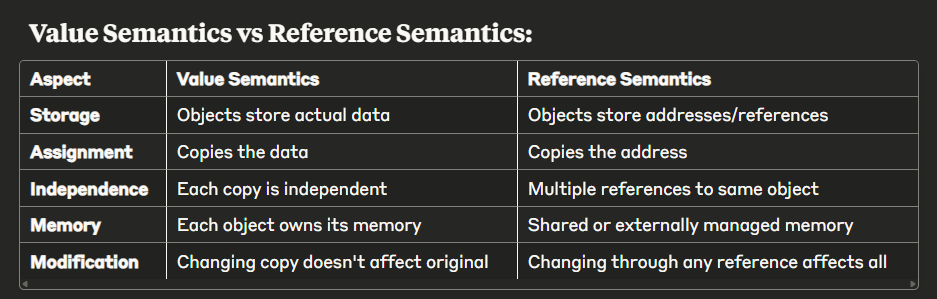 Value Semantics vs Reference Semantics:
Aspect Value Semantics Reference Semantics
Storage Objects store actual data Objects store addresses/references
Assignment Copies the data Copies the address
Independence Each copy is independent Multiple references to same object
Memory Each object owns its memory Shared or externally managed memory
Modification Changing copy doesn't affect original Changing through any reference affects all